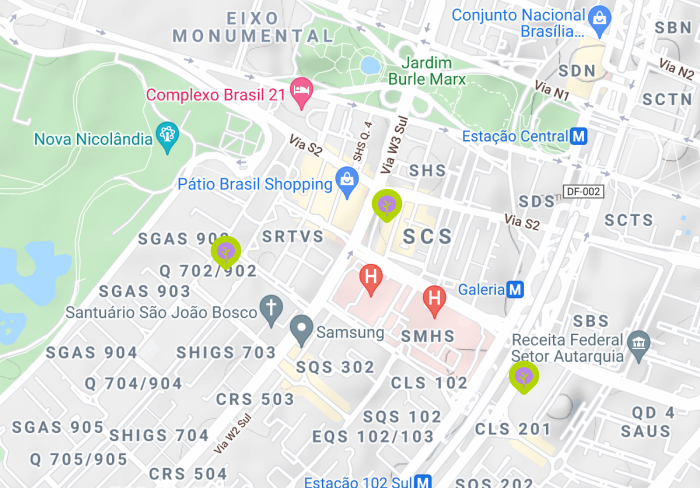 EIXO
MONUMENTAL
Conjunto Nacional
Brasília...
SBN
Via N2
Jardim
Burle Marx
SDN
Via N1
SCTN
Complexo Brasil 21
Nova Nicolândia
Via S2
SHS Q. 4
Via W3 Sul
Estação Central
M
SHS
Pátio Brasil Shopping
DF-002
SDS
SCTS
Via S2
SGAS 902
SRTVS
SCS
Q 702/902
H
H
Galeria
M
SGAS 903
Santuário São João Bosco
Samsung
SMHS
SBS
Receita Federal
Setor Autarquia
SGAS 904
SHIGS 703
SQS 302
Q 704/904
CLS 102
CRS 503
SQS 102
QD 4
SAUS
SGAS 905
SHIGS 704
Via W2 Sul
EQS 102/103
CLS 201
Q 705/905
CRS 504
Estação 102 Sul
M
SQS 202